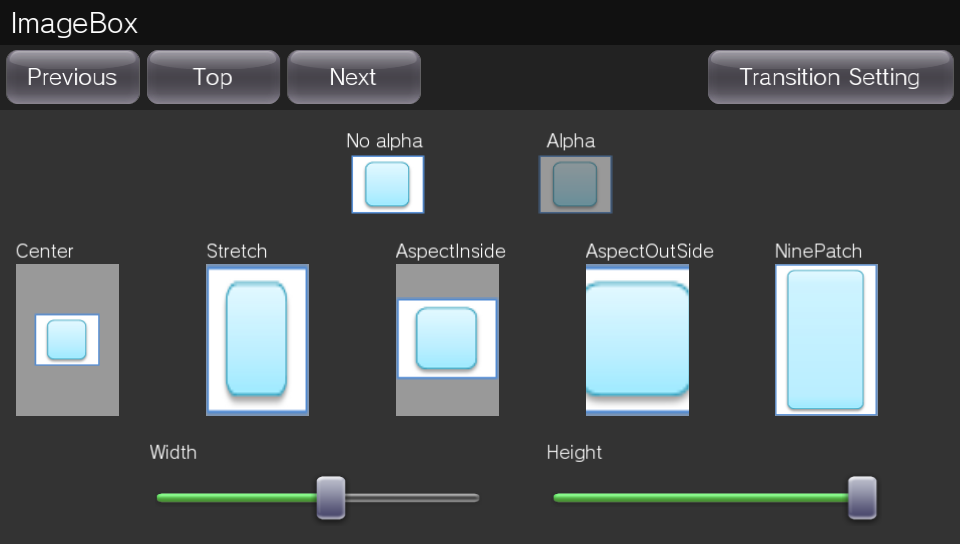 ImageBox
Previous
Top
Next
Transition Setting
No alpha
Alpha
Center
Stretch
AspectInside
AspectOutSide
NinePatch
Width
Height